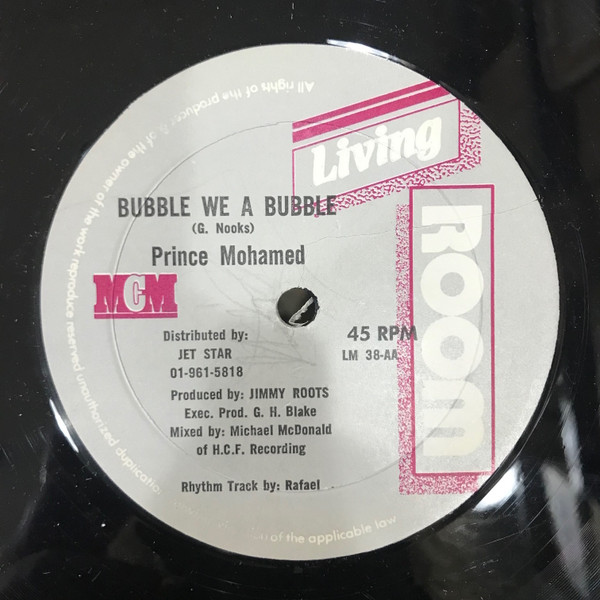 All rights of the producer & of the owner of the work reproduce reserved unauthorized duplication
of the applicable law
Living
ROOM
BUBBLE WE A BUBBLE
(G. Nooks)
Prince Mohamed
MCM
Distributed by:
JET STAR
01-961-5818
45 RPM
LM 38-AA
Produced by: JIMMY ROOTS
Exec. Prod. G. H. Blake
Mixed by: Michael McDonald
of H.C.F. Recording
Rhythm Track by: Rafael